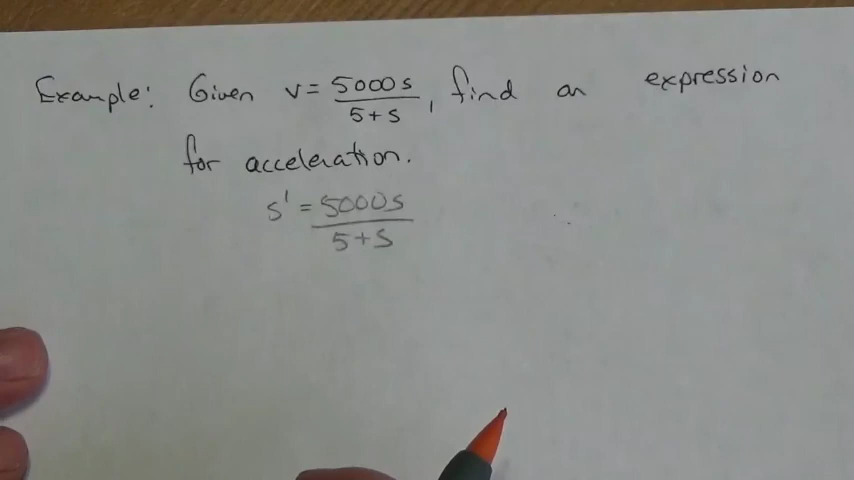 Example: Given v = 5000s / 5+s, find an expression
for acceleration.
s' = 5000s / 5+s